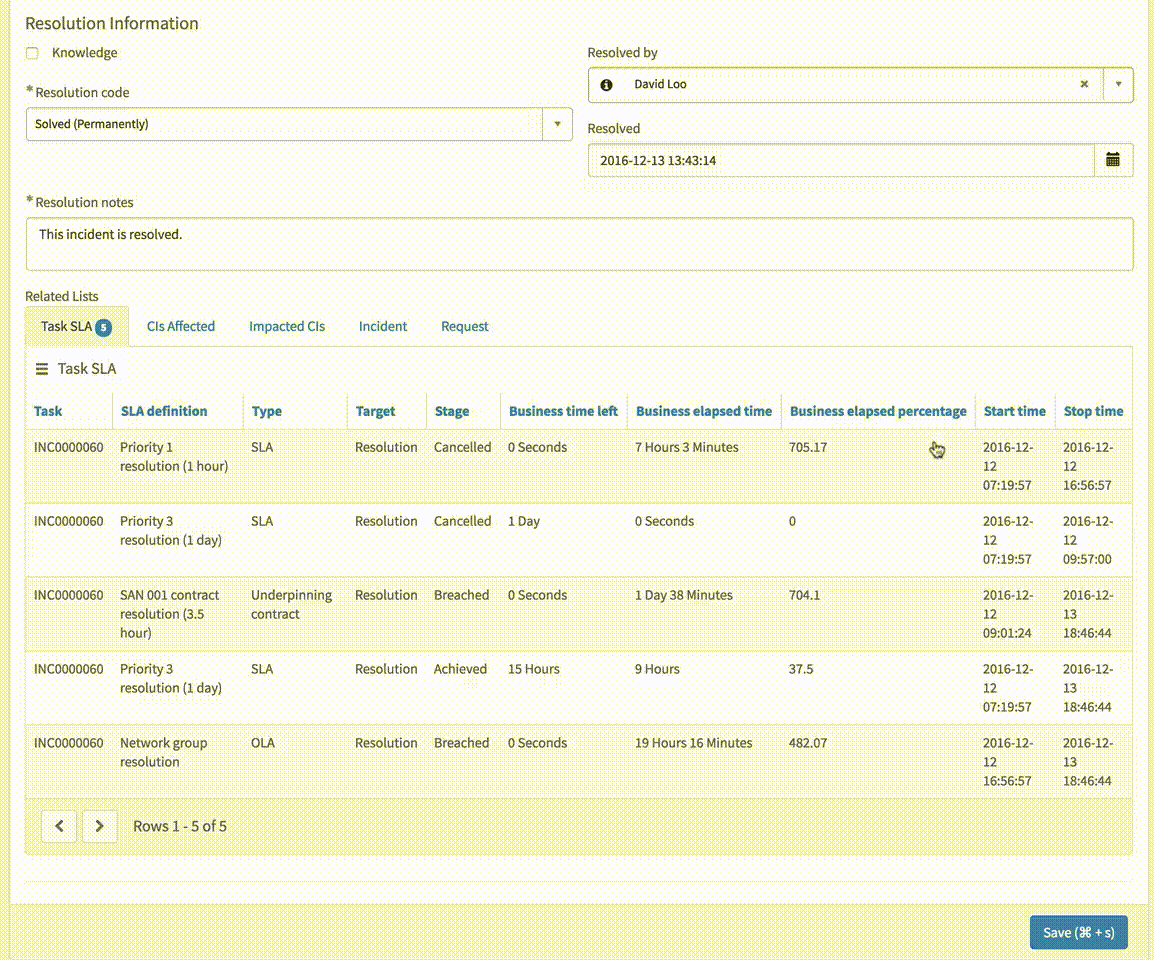 Resolution Information
Knowledge
Resolved by
David Loo
*Resolution code
Solved (Permanently)
Resolved
2016-12-13 13:43:14
*Resolution notes
This incident is resolved.
Related Lists
Task SLA 5 CIs Affected Impacted CIs Incident Request
Task SLA
Task SLA definition Type Target Stage Business time left Business elapsed time Business elapsed percentage Start time Stop time
INC0000060 Priority 1 SLA Resolution Cancelled 0 Seconds 7 Hours 3 Minutes 705.17 2016-12- 2016-12-
resolution (1 hour) 12 12
07:19:57 16:56:57
INC0000060 Priority 3 SLA Resolution Cancelled 1 Day 0 Seconds 0 2016-12- 2016-12-
resolution (1 day) 12 12
07:19:57 09:57:00
INC0000060 SAN 001 contract Underpinning Resolution Breached 0 Seconds 1 Day 38 Minutes 704.1 2016-12- 2016-12-
resolution (3.5 contract 12 13
hour) 09:01:24 18:46:44
INC0000060 Priority 3 SLA Resolution Achieved 15 Hours 9 Hours 37.5 2016-12- 2016-12-
resolution (1 day) 12 13
07:19:57 18:46:44
INC0000060 Network group OLA Resolution Breached 0 Seconds 19 Hours 16 Minutes 482.07 2016-12- 2016-12-
resolution 12 13
16:56:57 18:46:44
Rows 1 - 5 of 5
Save (⌘ + s)